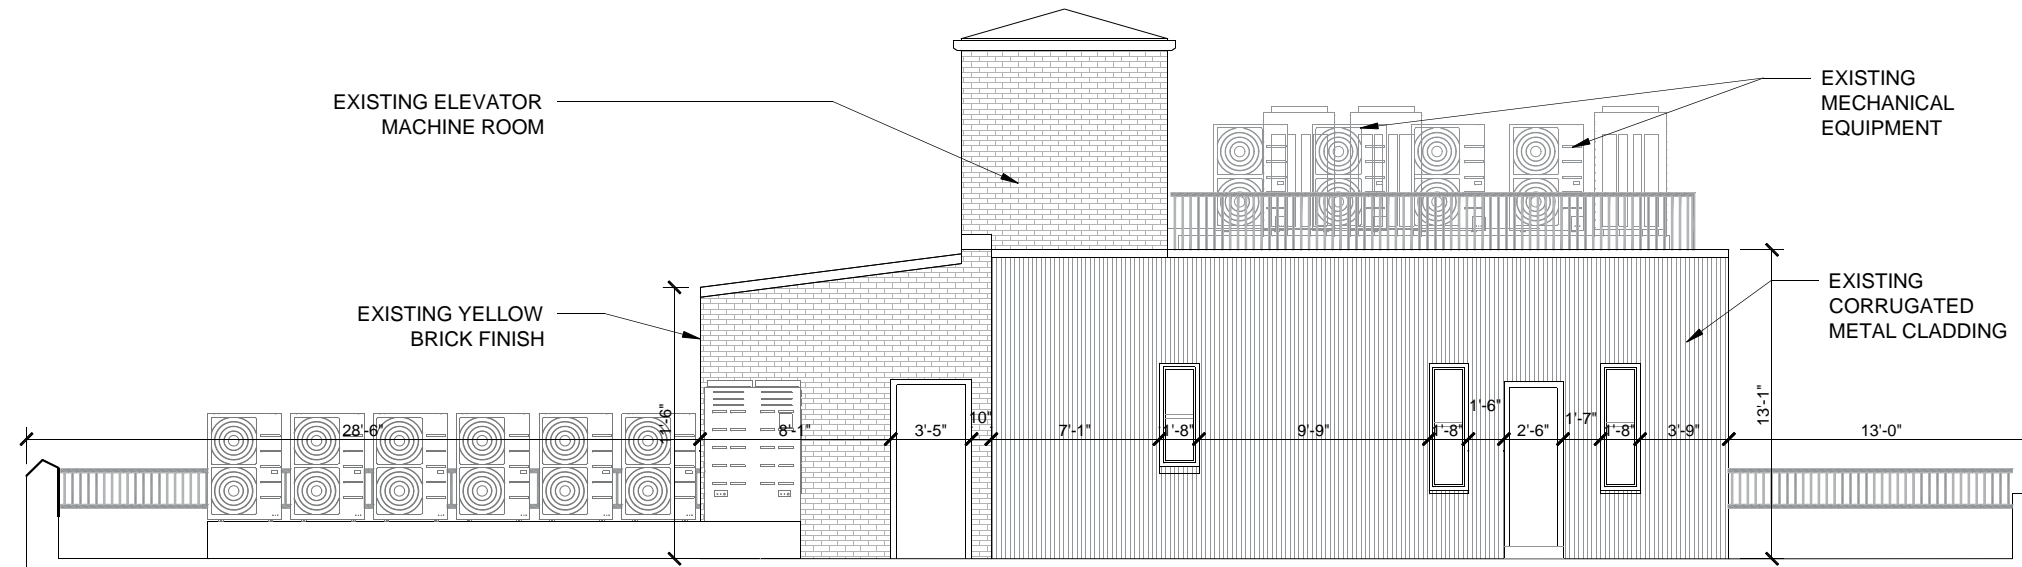 EXISTING ELEVATOR
MACHINE ROOM
EXISTING
MECHANICAL
EQUIPMENT
EXISTING YELLOW
BRICK FINISH
EXISTING
CORRUGATED
METAL CLADDING
28'-6"
11'-6"
8'-1"
3'-5"
10"
7'-1"
1'-8"
9'-9"
1'-8"
1'-6"
2'-6"
1'-7"
1'-8"
3'-9"
13'-1"
13'-0"